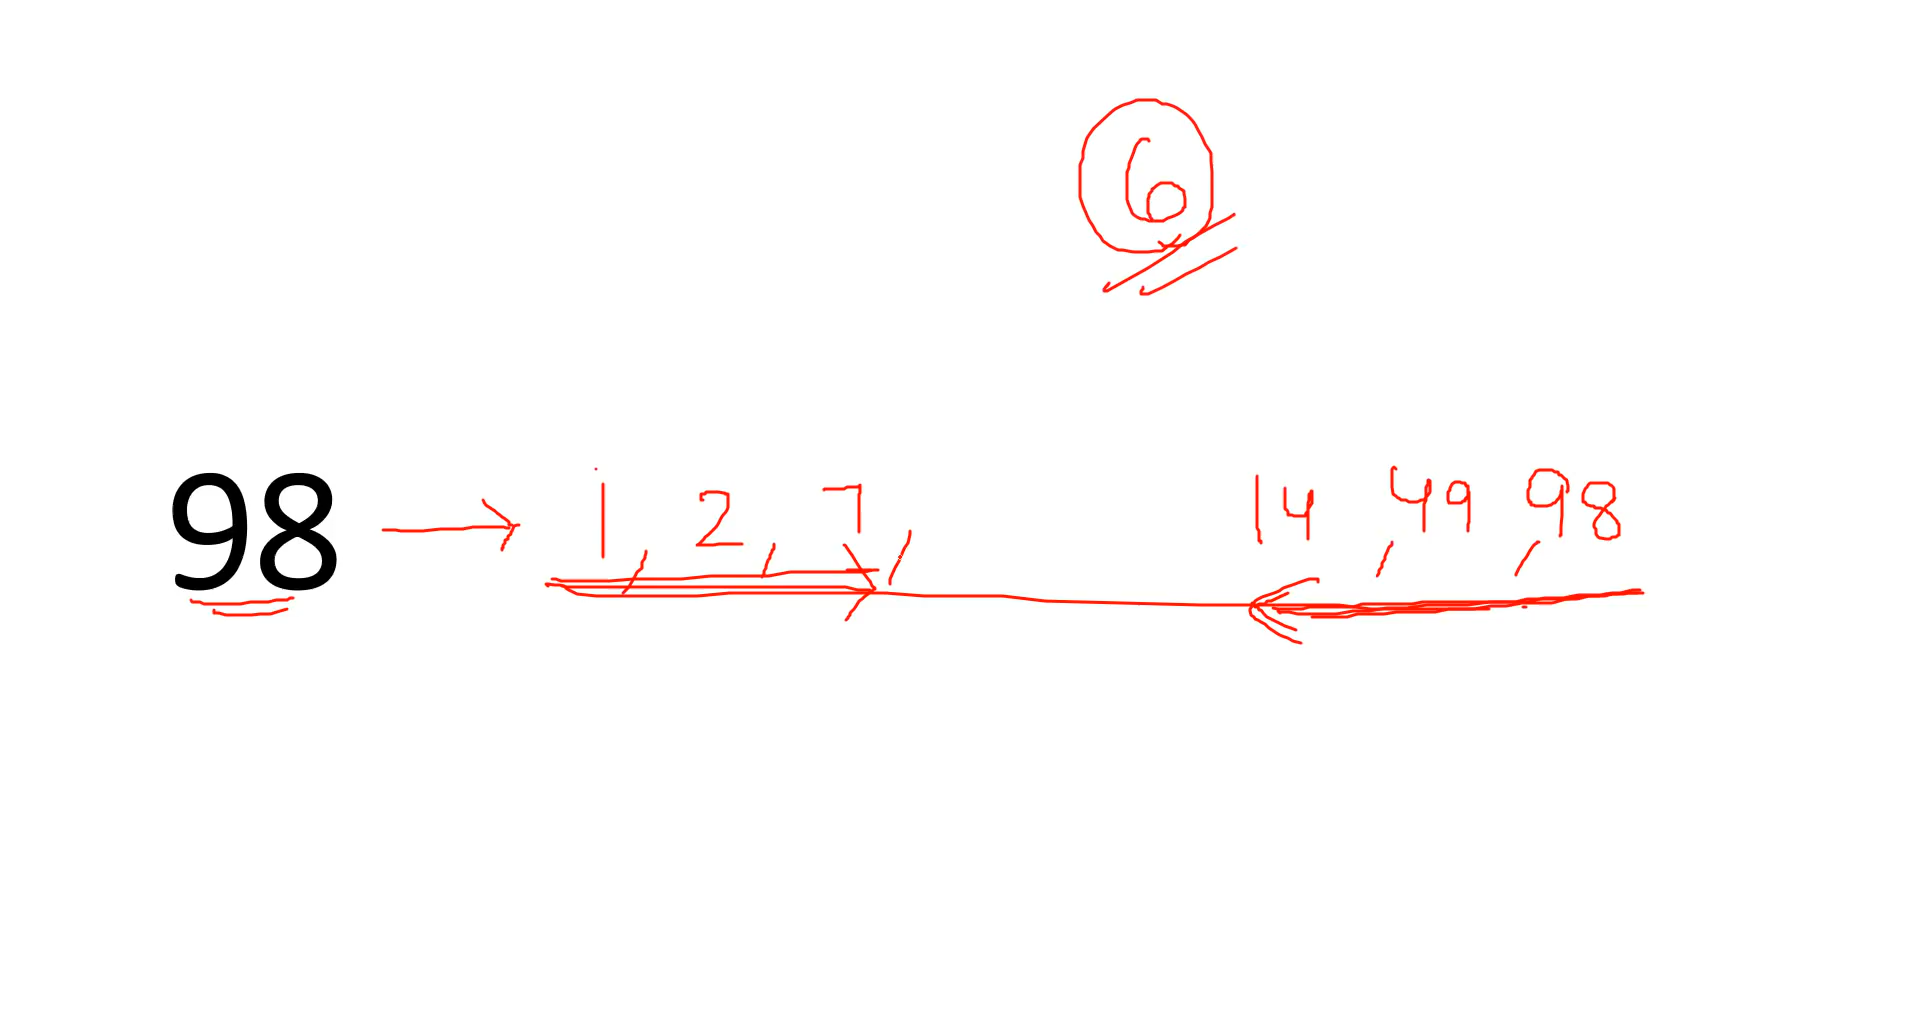 6
98 → 1, 2, 7, 14, 49, 98